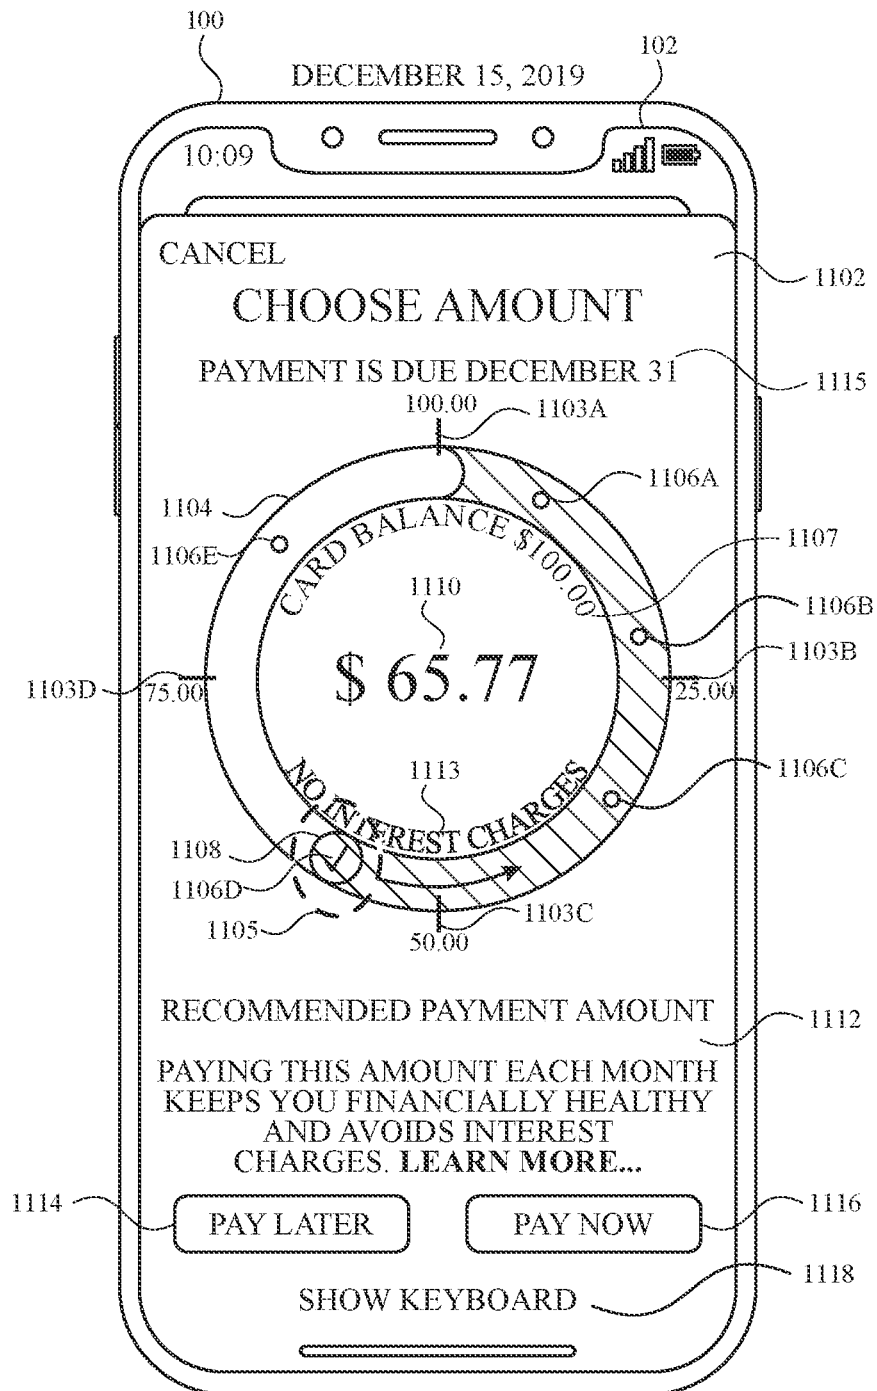 100
102
DECEMBER 15, 2019
10:09
CANCEL
1102
CHOOSE AMOUNT
PAYMENT IS DUE DECEMBER 31
1115
100.00
1103A
1106A
1104
1106E
CARD BALANCE $100.00
1107
1110
1106B
$ 65.77
1103B
1103D
75.00
25.00
1113
1106C
NO INTEREST CHARGES
1108
1106D
1103C
1105
50.00
RECOMMENDED PAYMENT AMOUNT
1112
PAYING THIS AMOUNT EACH MONTH
KEEPS YOU FINANCIALLY HEALTHY
AND AVOIDS INTEREST
CHARGES. LEARN MORE...
1114
PAY LATER
PAY NOW
1116
1118
SHOW KEYBOARD